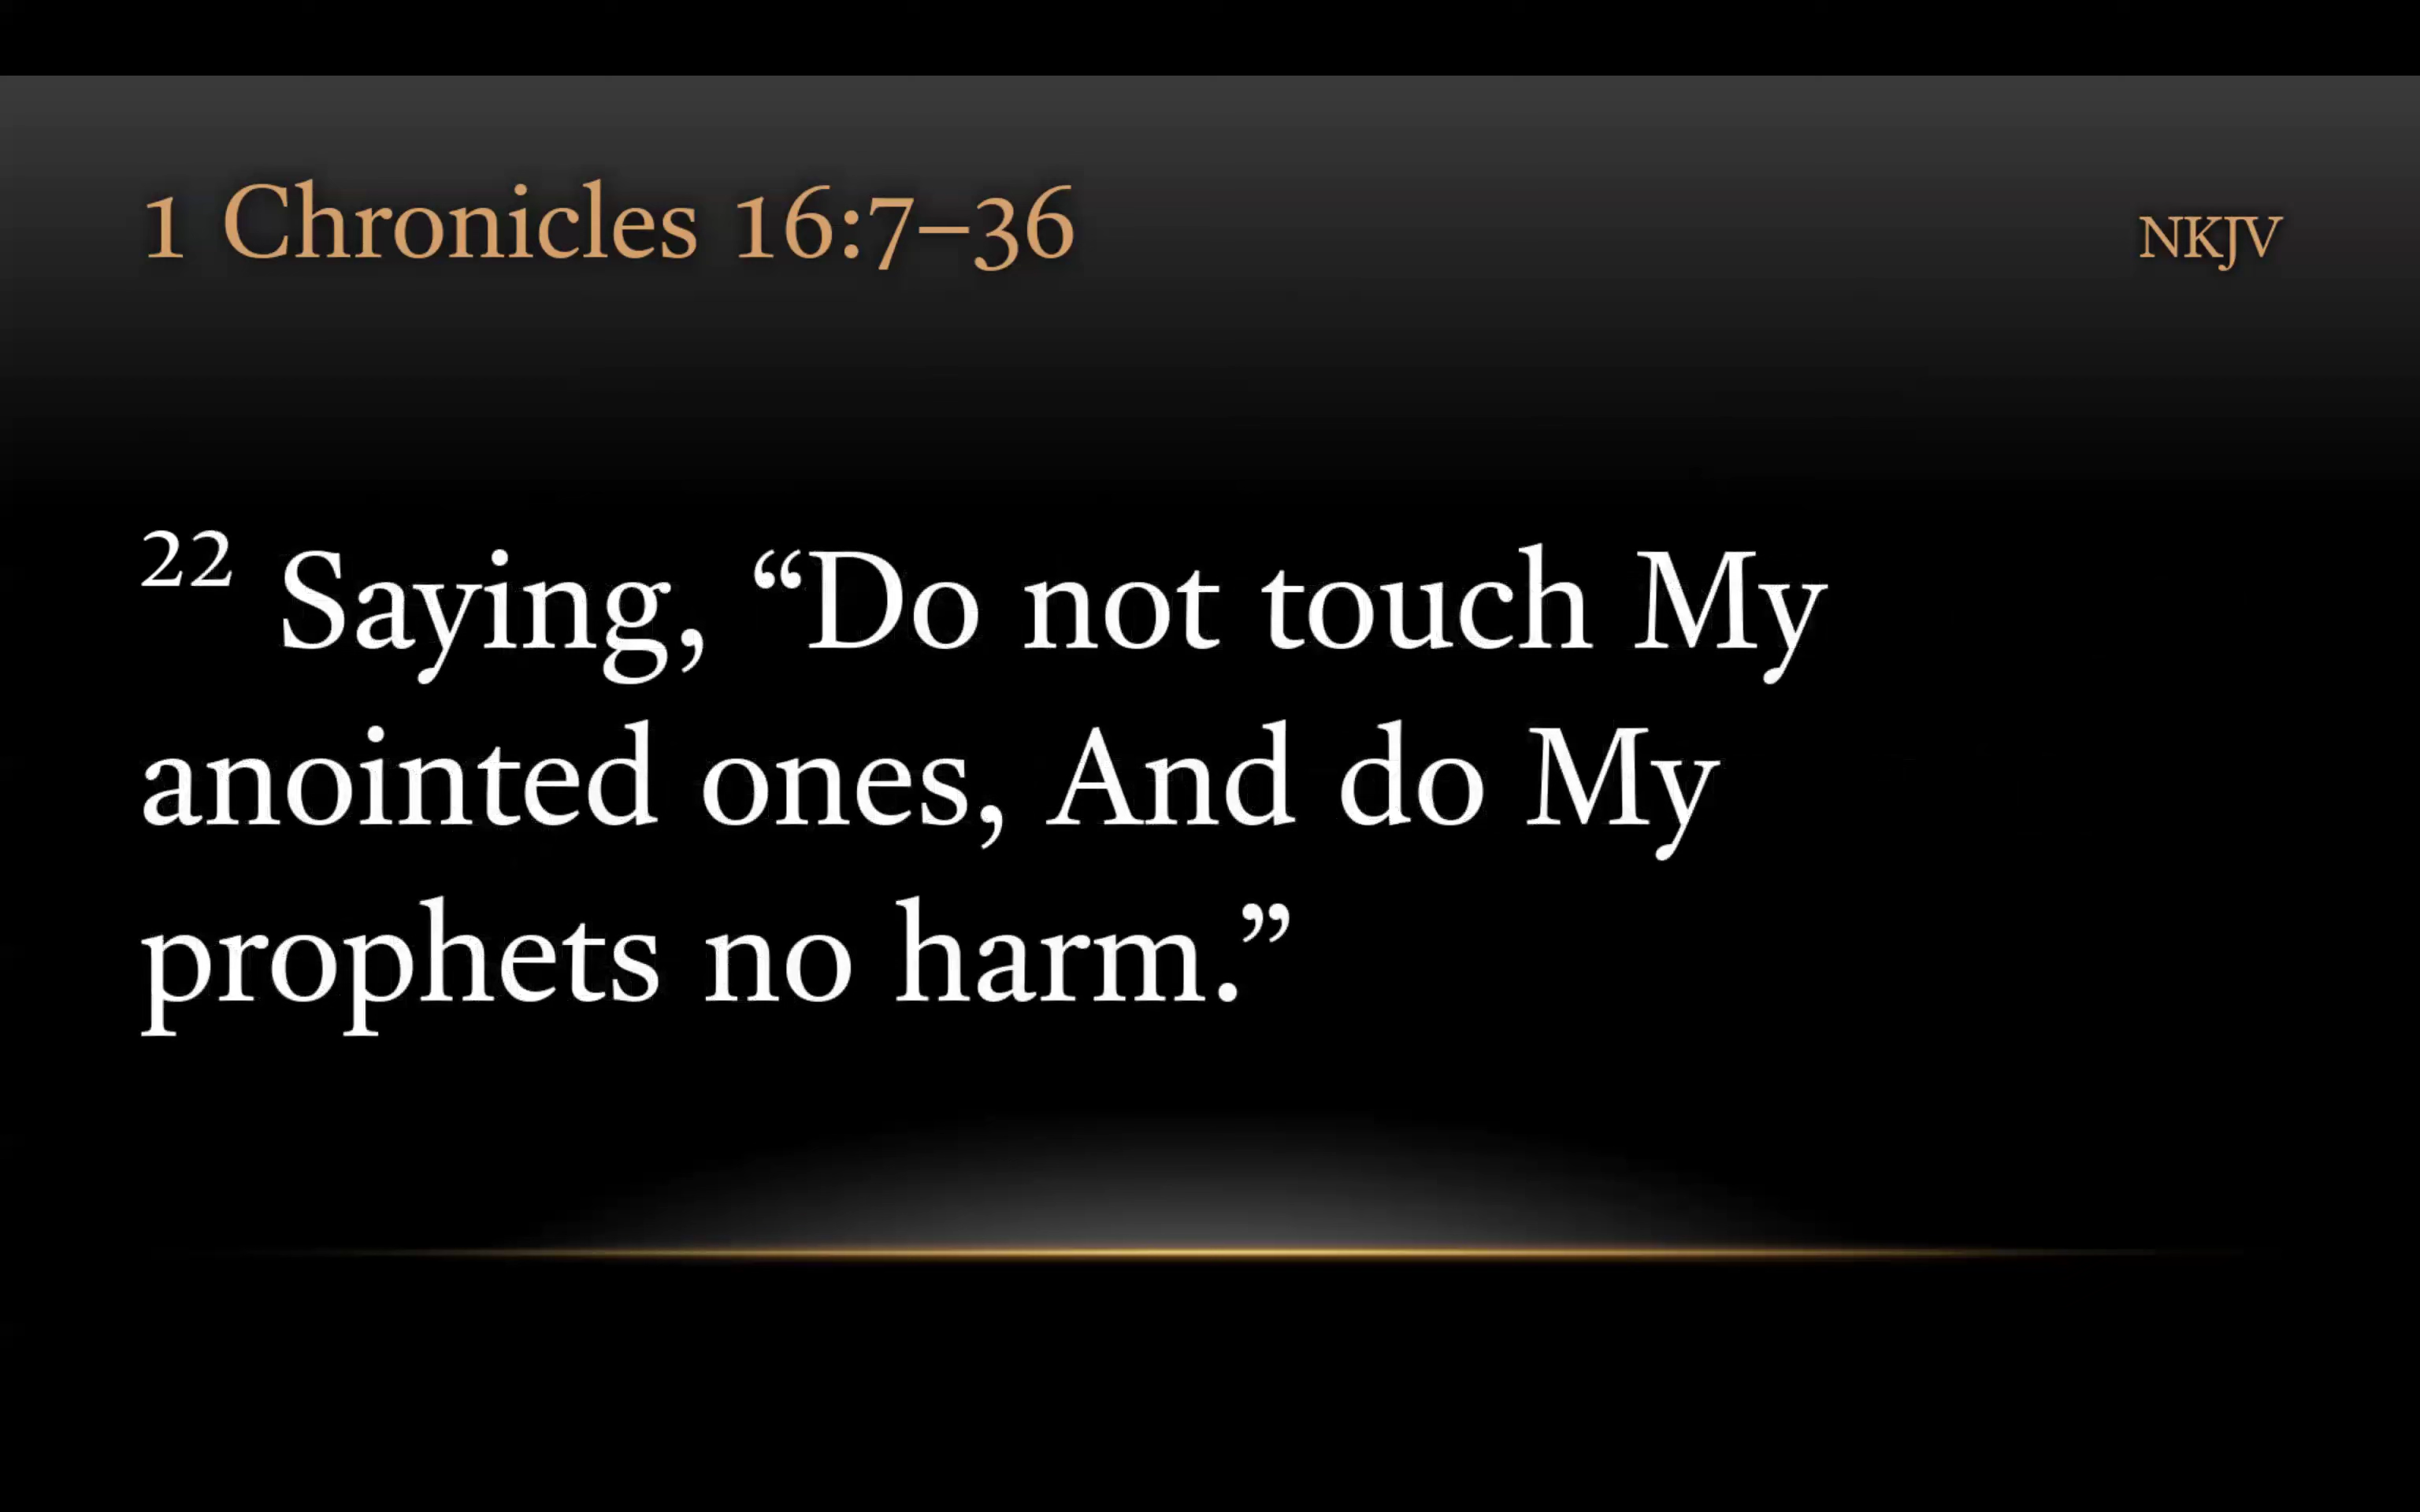 1 Chronicles 16:7–36
NKJV
22 Saying, “Do not touch My
anointed ones, And do My
prophets no harm.”